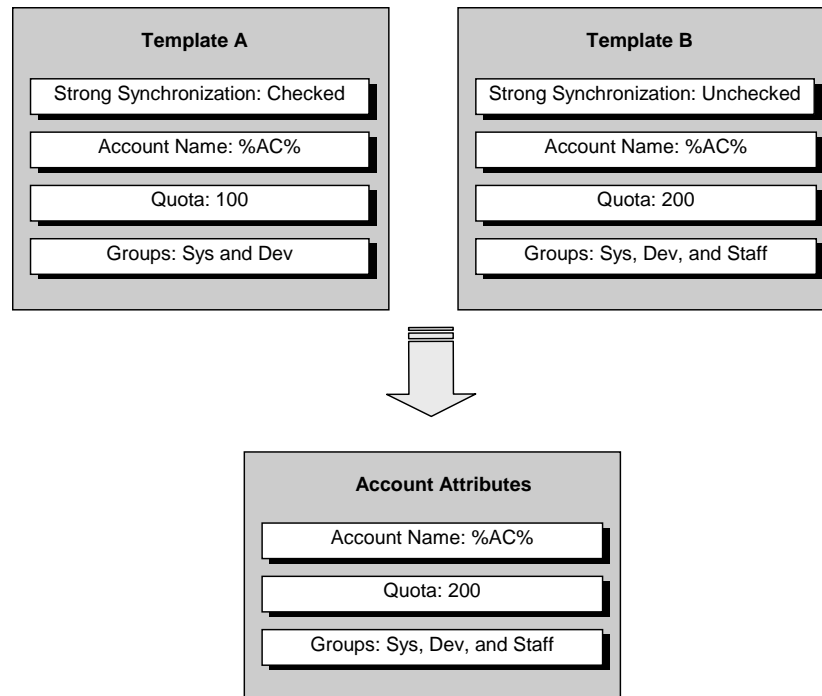 Template A
Strong Synchronization: Checked
Account Name: %AC%
Quota: 100
Groups: Sys and Dev
Template B
Strong Synchronization: Unchecked
Account Name: %AC%
Quota: 200
Groups: Sys, Dev, and Staff
Account Attributes
Account Name: %AC%
Quota: 200
Groups: Sys, Dev, and Staff